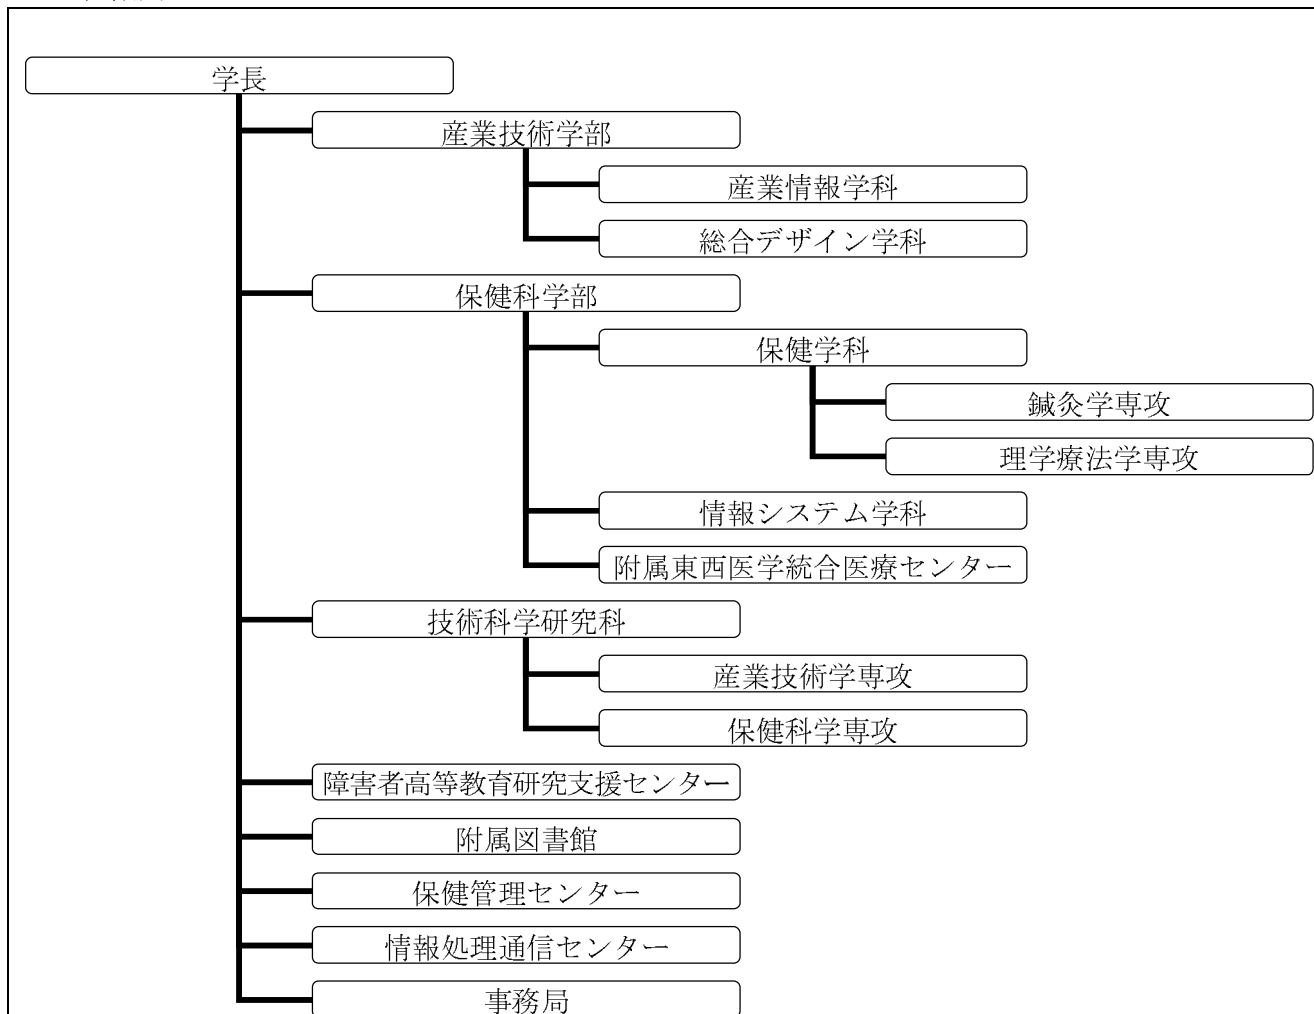 学長
産業技術学部
産業情報学科
総合デザイン学科
保健科学部
保健学科
鍼灸学専攻
理学療法学専攻
情報システム学科
附属東西医学統合医療センター
技術科学研究科
産業技術学専攻
保健科学専攻
障害者高等教育研究支援センター
附属図書館
保健管理センター
情報処理通信センター
事務局